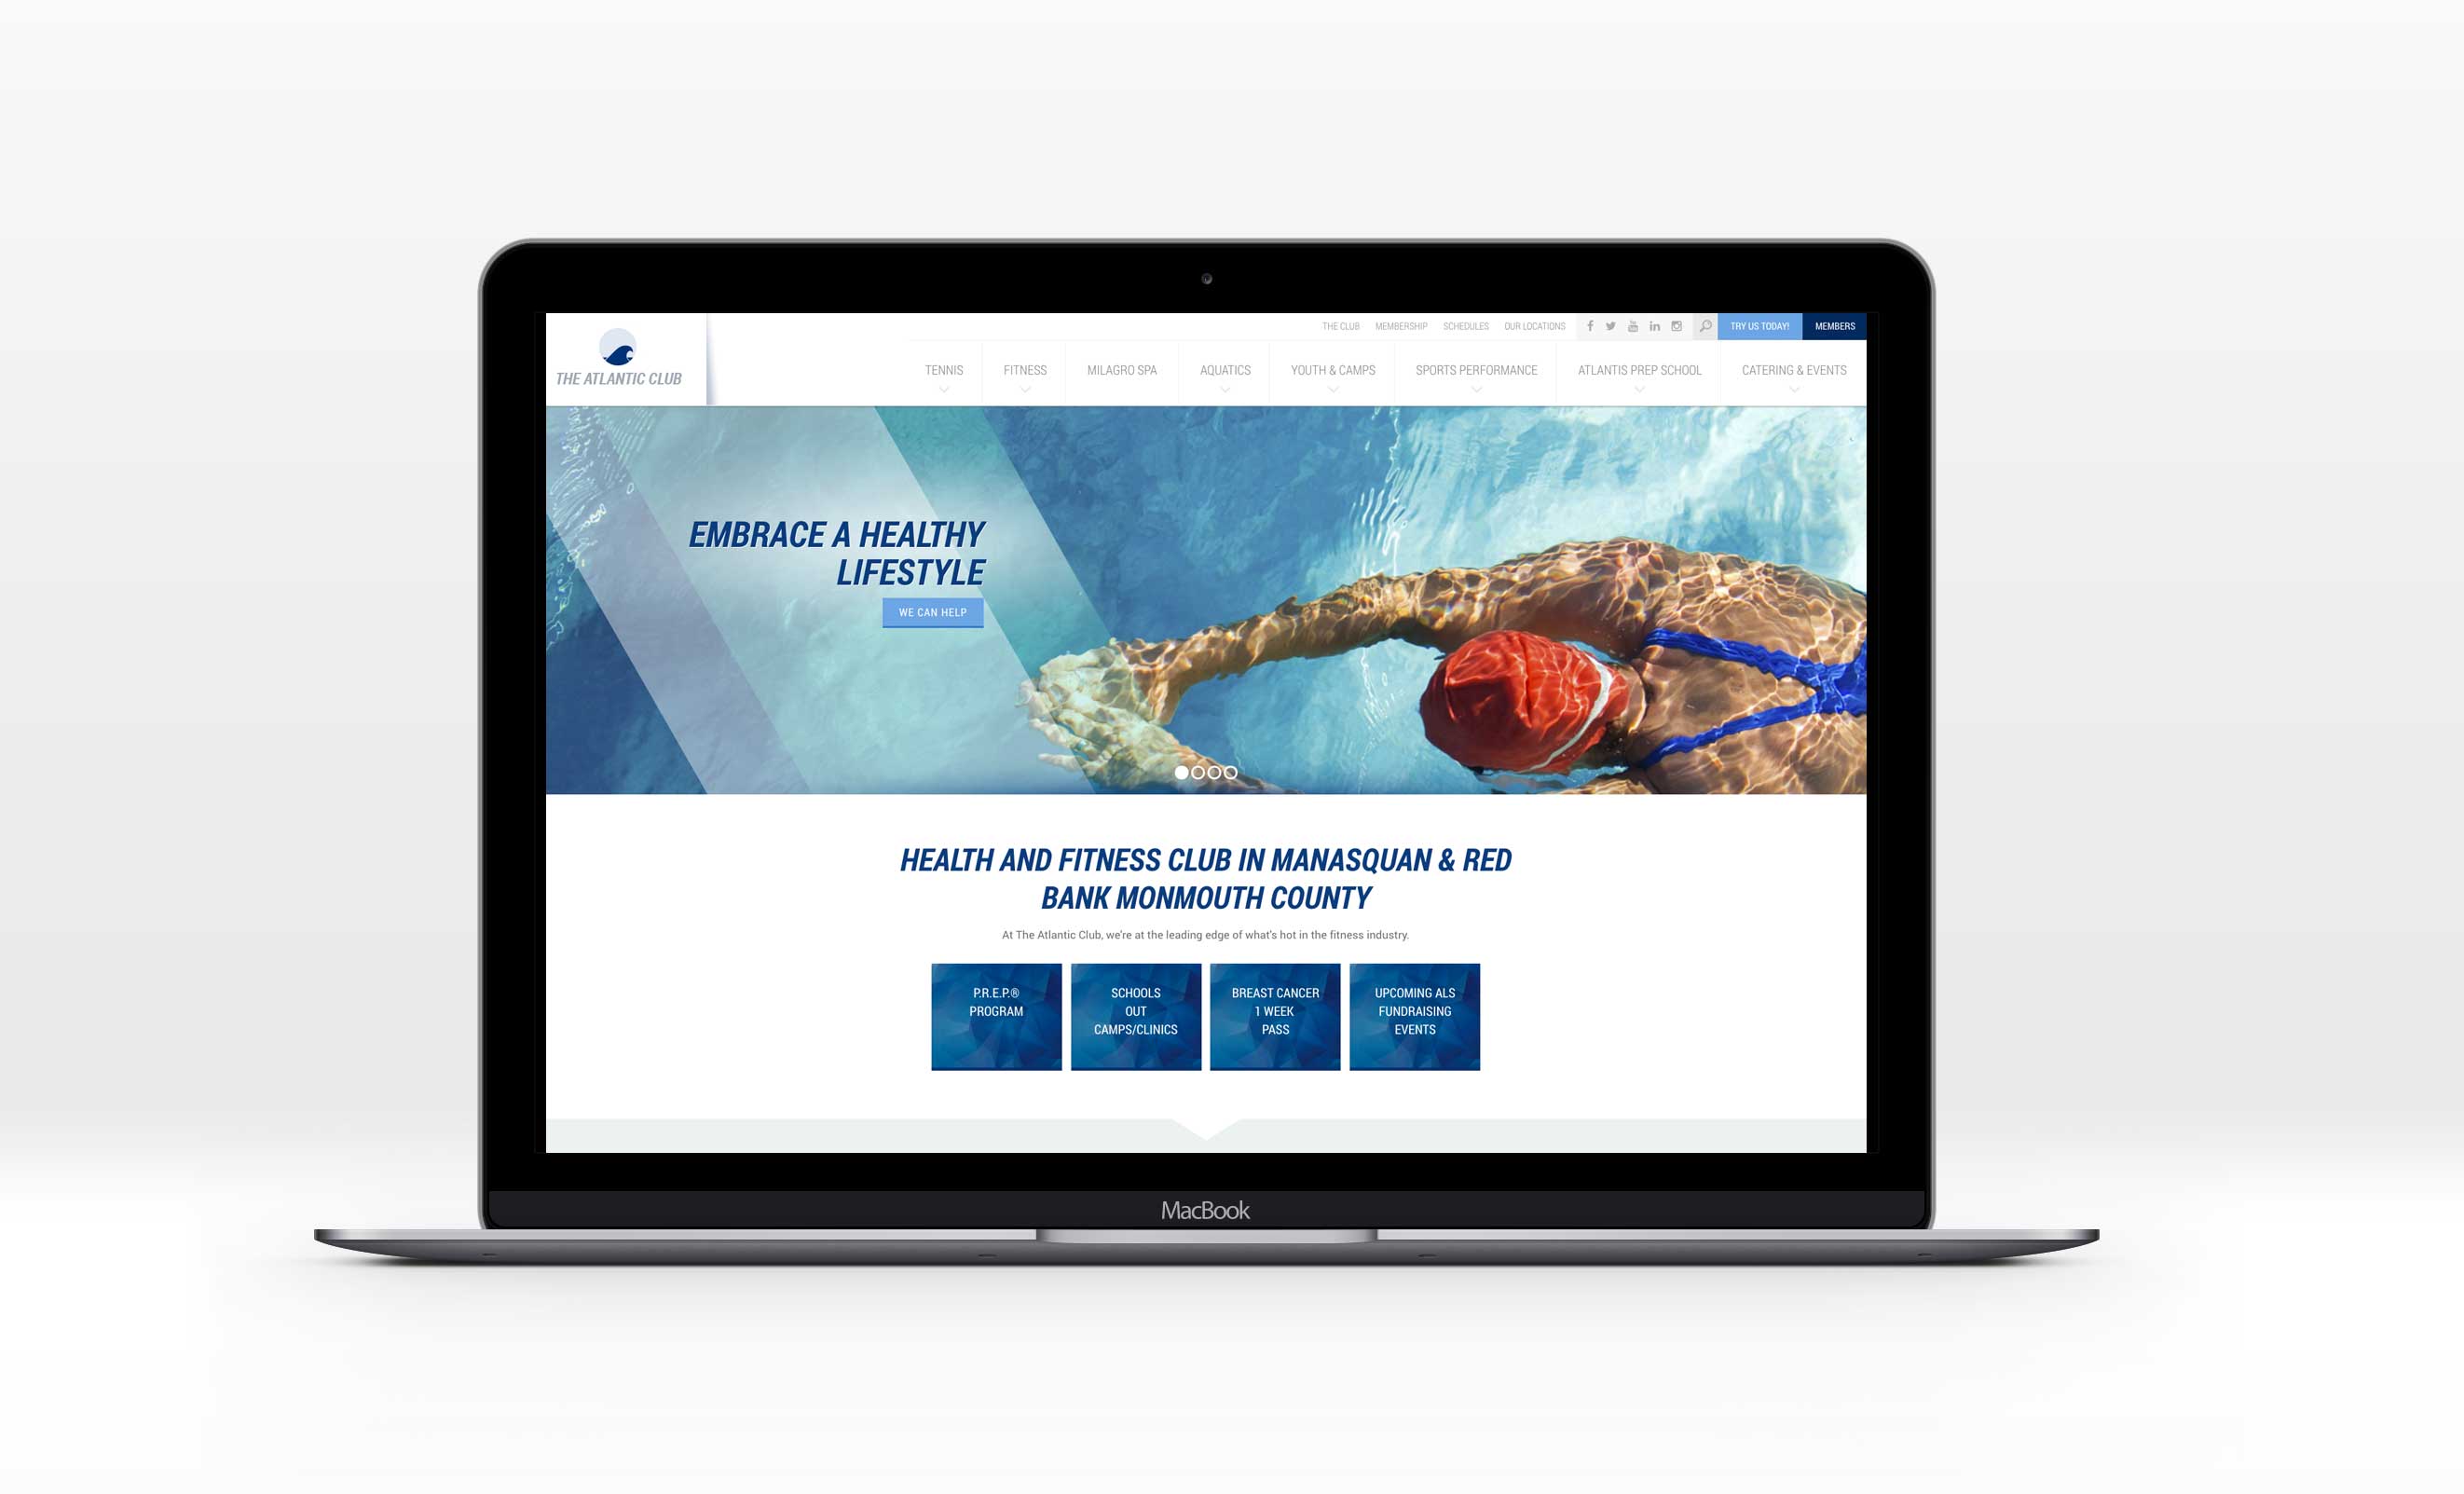 THE ATLANTIC CLUB
THE CLUB MEMBERSHIP SCHEDULES OUR LOCATIONS TRY US TODAY! MEMBERS
TENNIS FITNESS MILAGRO SPA AQUATICS YOUTH & CAMPS SPORTS PERFORMANCE ATLANTIS PREP SCHOOL CATERING & EVENTS
EMBRACE A HEALTHY
LIFESTYLE
WE CAN HELP
HEALTH AND FITNESS CLUB IN MANASQUAN & RED
BANK MONMOUTH COUNTY
At The Atlantic Club, we're at the leading edge of what's hot in the fitness industry.
P.R.E.P.®
PROGRAM
SCHOOLS
OUT
CAMPS/CLINICS
BREAST CANCER
1 WEEK
PASS
UPCOMING ALS
FUNDRAISING
EVENTS
MacBook